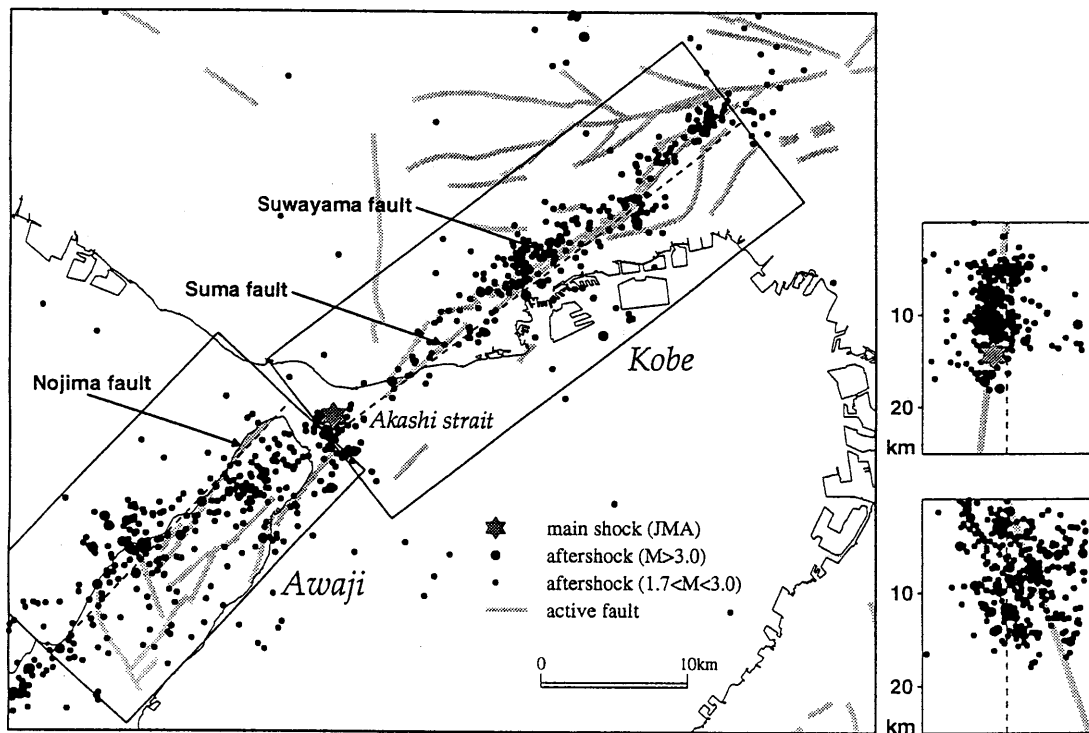 Suwayama fault
Suma fault
Nojima fault
Kobe
Akashi strait
Awaji
main shock (JMA)
aftershock (M>3.0)
aftershock (1.7<M<3.0)
active fault
0 10km
10
20
km
10
20
km